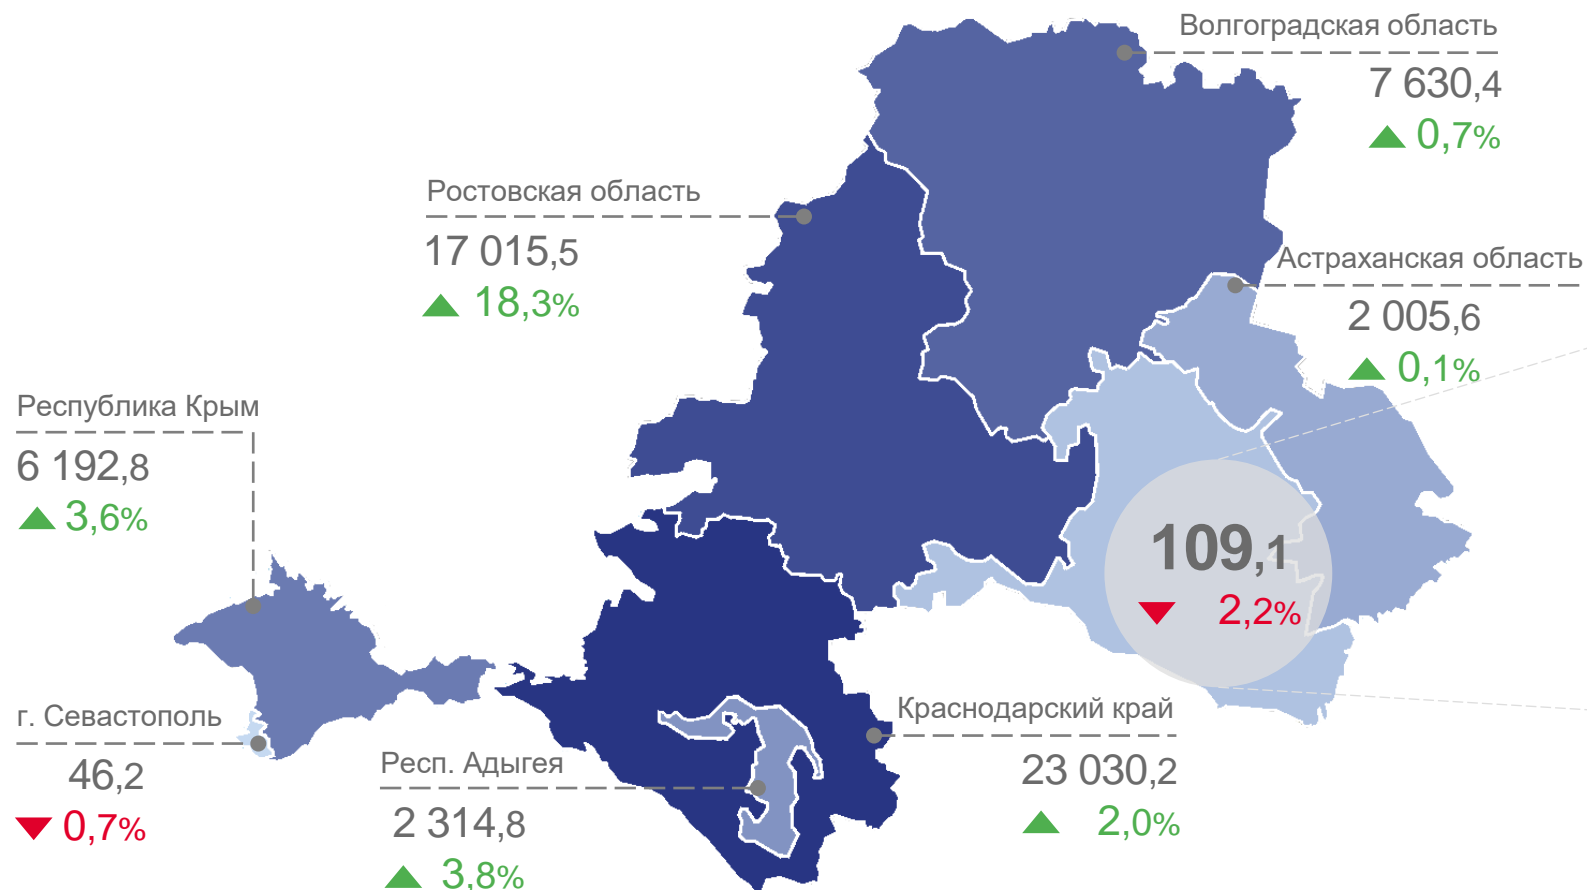 Волгоградская область
7 630,4
0,7%
Ростовская область
17 015,5
18,3%
Астраханская область
2 005,6
0,1%
Республика Крым
6 192,8
3,6%
109,1
2,2%
г. Севастополь
46,2
0,7%
Респ. Адыгея
2 314,8
3,8%
Краснодарский край
23 030,2
2,0%